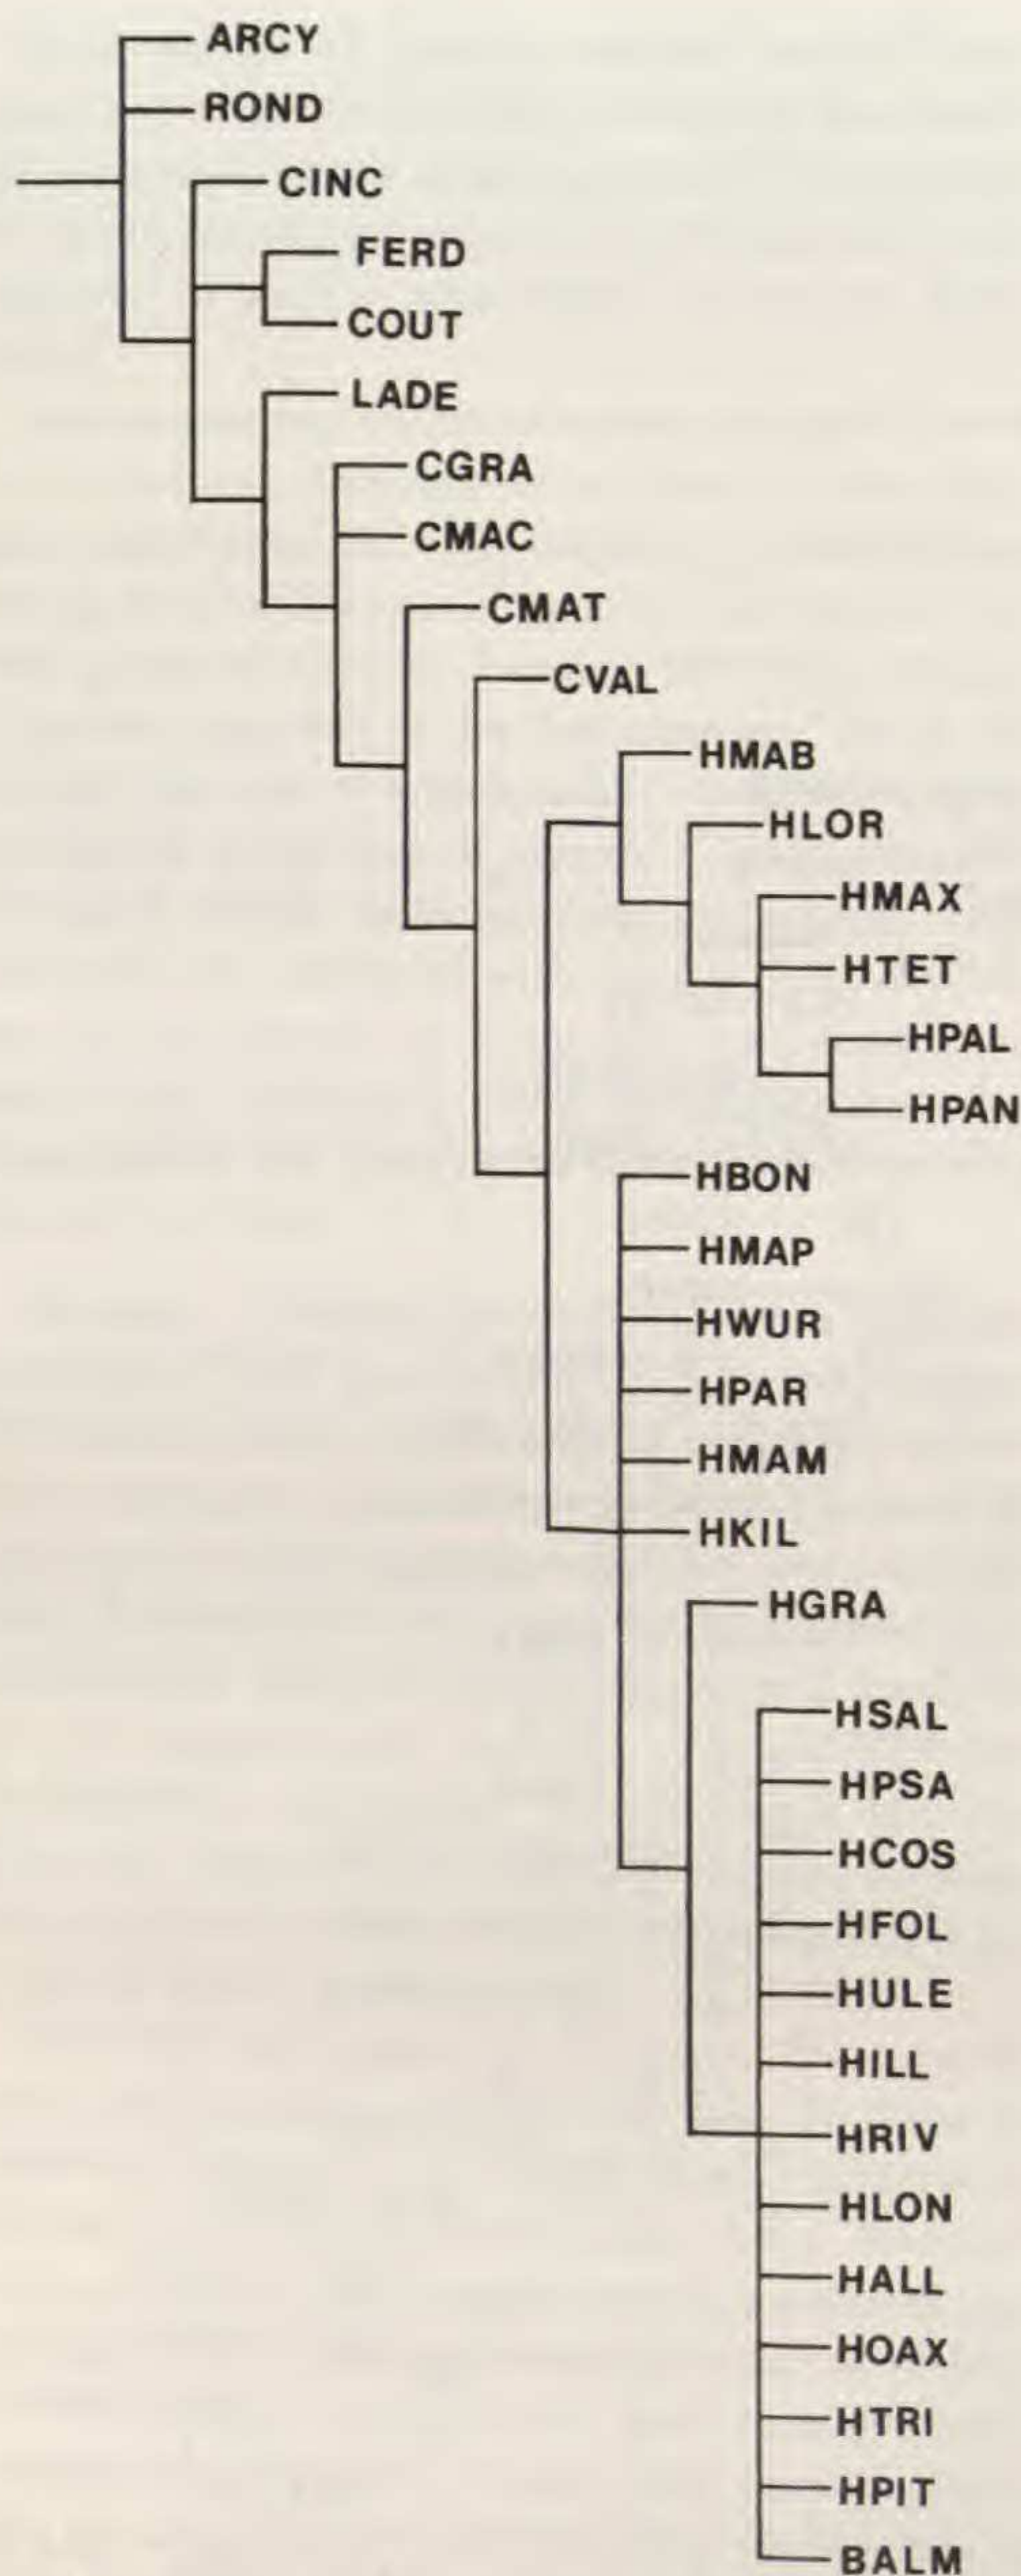 ARCY
ROND
CINC
FERD
COUT
LADE
CGRA
CMAC
CMAT
CVAL
HMAB
HLOR
HMAX
HTET
HPAL
HPAN
HBON
HMAP
HWUR
HPAR
HMAM
HKIL
HGRA
HSAL
HPSA
HCOS
HFOL
HULE
HILL
HRIV
HLON
HALL
HOAX
HTRI
HPIT
BALM